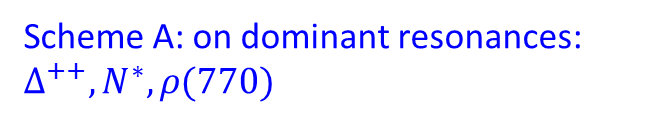 Scheme A: on dominant resonances:
Δ⁺⁺, N*, ρ(770)